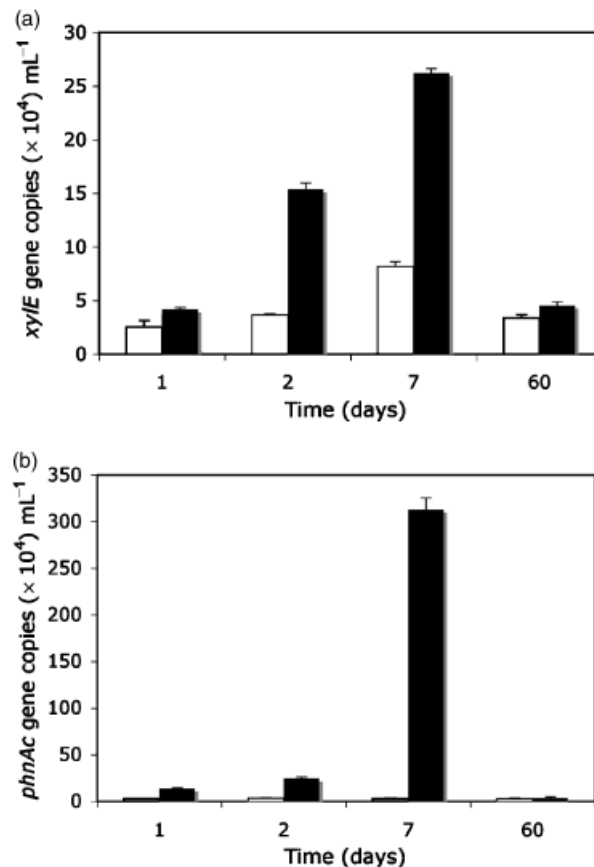 (a)
xylE gene copies (× 10⁴) mL⁻¹
30
25
20
15
10
5
0
1 2 7 60
Time (days)
(b)
phnAc gene copies (× 10⁴) mL⁻¹
350
300
250
200
150
100
50
0
1 2 7 60
Time (days)